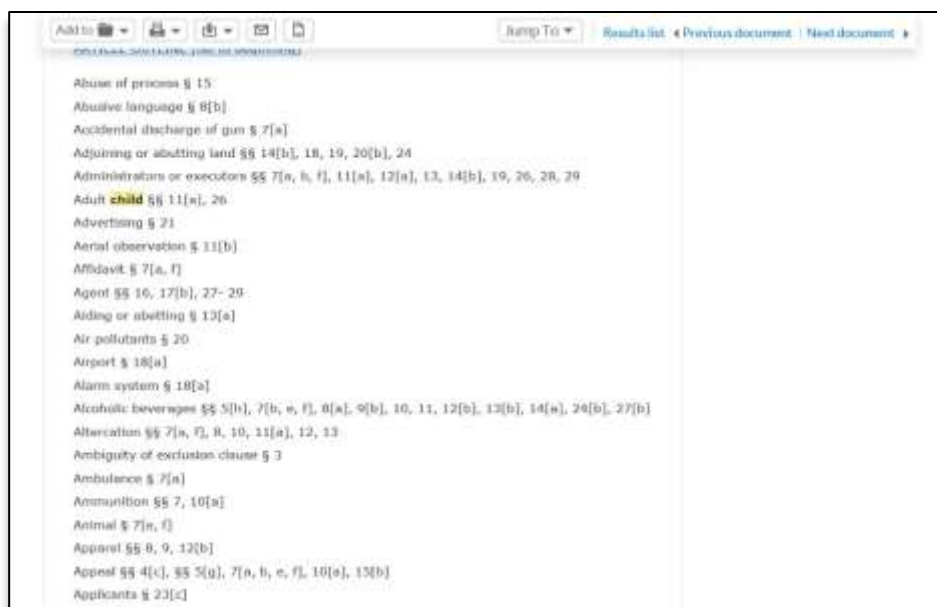 Add to
Jump To
Results list Previous document | Next document
Abuse of process § 15
Abusive language § 8[b]
Accidental discharge of gun § 7[a]
Adjoining or abutting land §§ 14[b], 18, 19, 20[b], 24
Administrators or executors §§ 7[a, b, f], 11[a], 12[a], 13, 14[b], 19, 26, 28, 29
Adult child §§ 11[a], 26
Advertising § 21
Aerial observation § 11[b]
Affidavit § 7[a, f]
Agent §§ 16, 17[b], 27- 29
Aiding or abetting § 13[a]
Air pollutants § 20
Airport § 18[a]
Alarm system § 18[a]
Alcoholic beverages §§ 5[h], 7[b, e, f], 8[a], 9[b], 10, 11, 12[b], 13[b], 14[a], 24[b], 27[b]
Altercation §§ 7[a, f], 8, 10, 11[a], 12, 13
Ambiguity of exclusion clause § 3
Ambulance § 7[a]
Ammunition §§ 7, 10[a]
Animal § 7[e, f]
Apparel §§ 8, 9, 12[b]
Appeal §§ 4[c], §§ 5[g], 7[a, b, e, f], 10[a], 15[b]
Applicants § 23[c]